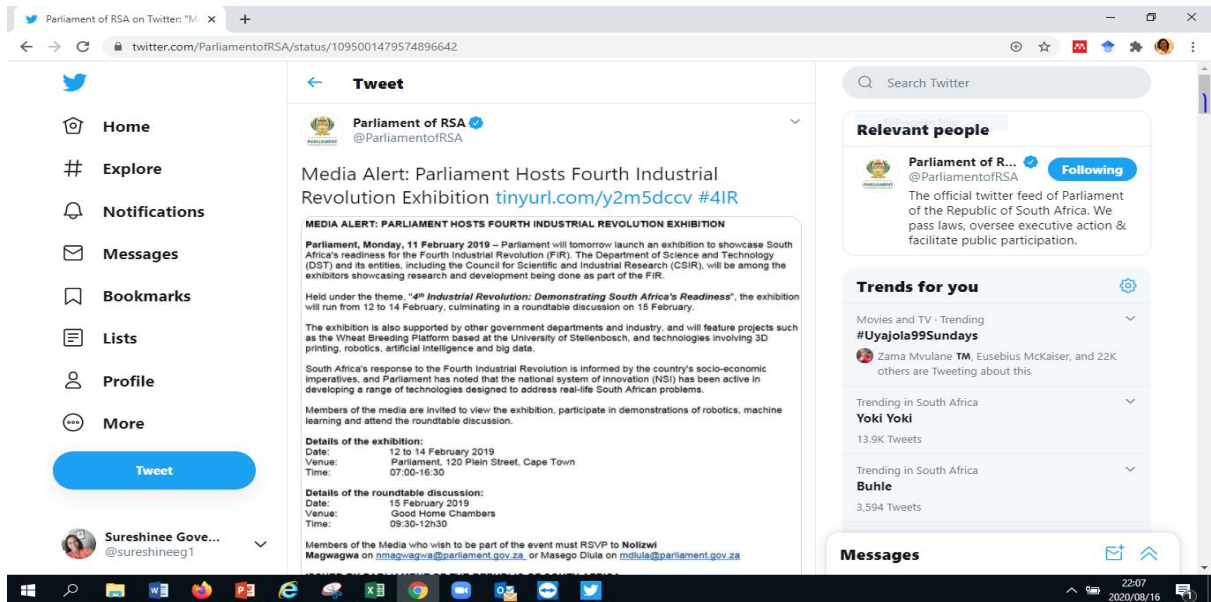 Parliament of RSA on Twitter: "M
twitter.com/ParliamentofRSA/status/1095001479574896642
Home
Explore
Notifications
Messages
Bookmarks
Lists
Profile
More
Tweet
Sureshinee Gove...
@sureshineeg1
Tweet
Parliament of RSA
@ParliamentofRSA
Media Alert: Parliament Hosts Fourth Industrial
Revolution Exhibition tinyurl.com/y2m5dccv #4IR
MEDIA ALERT: PARLIAMENT HOSTS FOURTH INDUSTRIAL REVOLUTION EXHIBITION
Parliament, Monday, 11 February 2019 – Parliament will tomorrow launch an exhibition to showcase South
Africa's readiness for the Fourth Industrial Revolution (FIR). The Department of Science and Technology
(DST) and its entities, including the Council for Scientific and Industrial Research (CSIR), will be among the
exhibitors showcasing research and development being done as part of the FIR.
Held under the theme, "4th Industrial Revolution: Demonstrating South Africa's Readiness", the exhibition
will run from 12 to 14 February, culminating in a roundtable discussion on 15 February.
The exhibition is also supported by other government departments and industry, and will feature projects such
as the Wheat Breeding Platform based at the University of Stellenbosch, and technologies involving 3D
printing, robotics, artificial intelligence and big data.
South Africa's response to the Fourth Industrial Revolution is informed by the country's socio-economic
imperatives, and Parliament has noted that the national system of innovation (NSI) has been active in
developing a range of technologies designed to address real-life South African problems.
Members of the media are invited to view the exhibition, participate in demonstrations of robotics, machine
learning and attend the roundtable discussion.
Details of the exhibition:
Date: 12 to 14 February 2019
Venue: Parliament, 120 Plein Street, Cape Town
Time: 07:00-16:30
Details of the roundtable discussion:
Date: 15 February 2019
Venue: Good Home Chambers
Time: 09:30-12h30
Members of the Media who wish to be part of the event must RSVP to Nolizwi
Magwagwa on nmagwagwa@parliament.gov.za or Masego Dlula on mdlula@parliament.gov.za
Search Twitter
Relevant people
Parliament of R...
@ParliamentofRSA
Following
The official twitter feed of Parliament
of the Republic of South Africa. We
pass laws, oversee executive action &
facilitate public participation.
Trends for you
Movies and TV · Trending
#Uyajola99Sundays
Zama Mvulane TM, Eusebius McKaiser, and 22K
others are Tweeting about this
Trending in South Africa
Yoki Yoki
13.9K Tweets
Trending in South Africa
Buhle
3,594 Tweets
Messages
22:07
2020/08/16